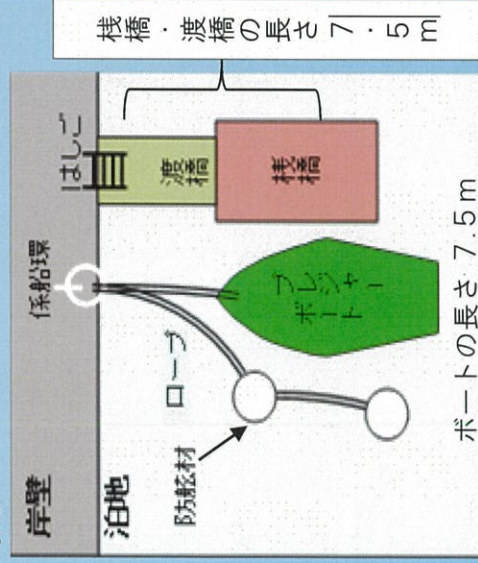 桟橋・渡橋の長さ 7.5m
係船環
はしご
岸壁
泊地
渡橋
桟橋
ロープ
プレジャー
ボート
防舷材
ボートの長さ 7.5m